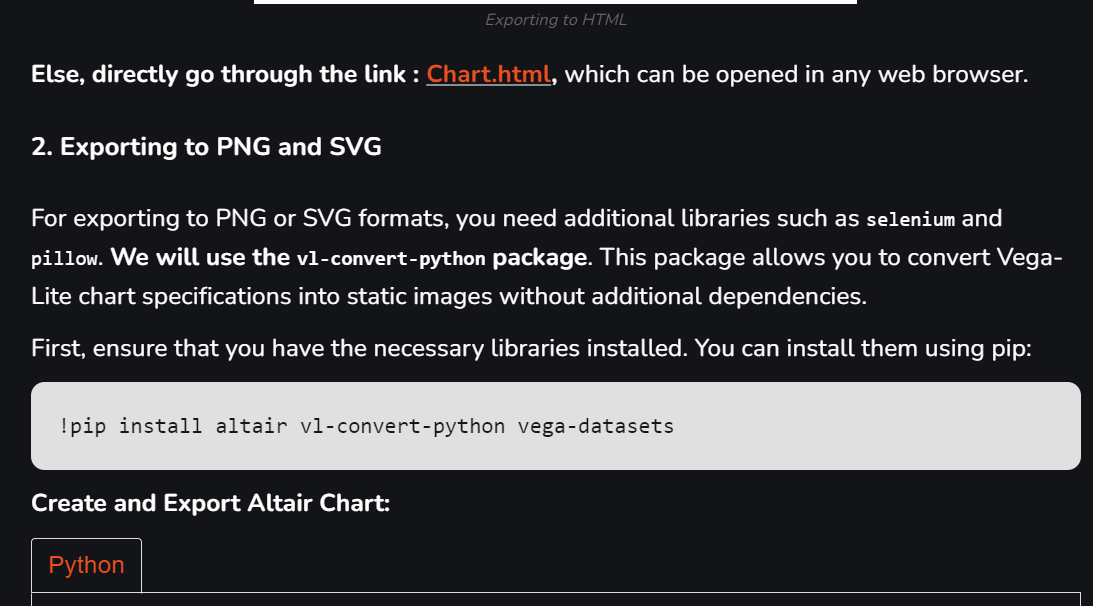 Exporting to HTML
Else, directly go through the link : Chart.html, which can be opened in any web browser.
2. Exporting to PNG and SVG
For exporting to PNG or SVG formats, you need additional libraries such as selenium and
pillow. We will use the vl-convert-python package. This package allows you to convert Vega-
Lite chart specifications into static images without additional dependencies.
First, ensure that you have the necessary libraries installed. You can install them using pip:
!pip install altair vl-convert-python vega-datasets
Create and Export Altair Chart:
Python